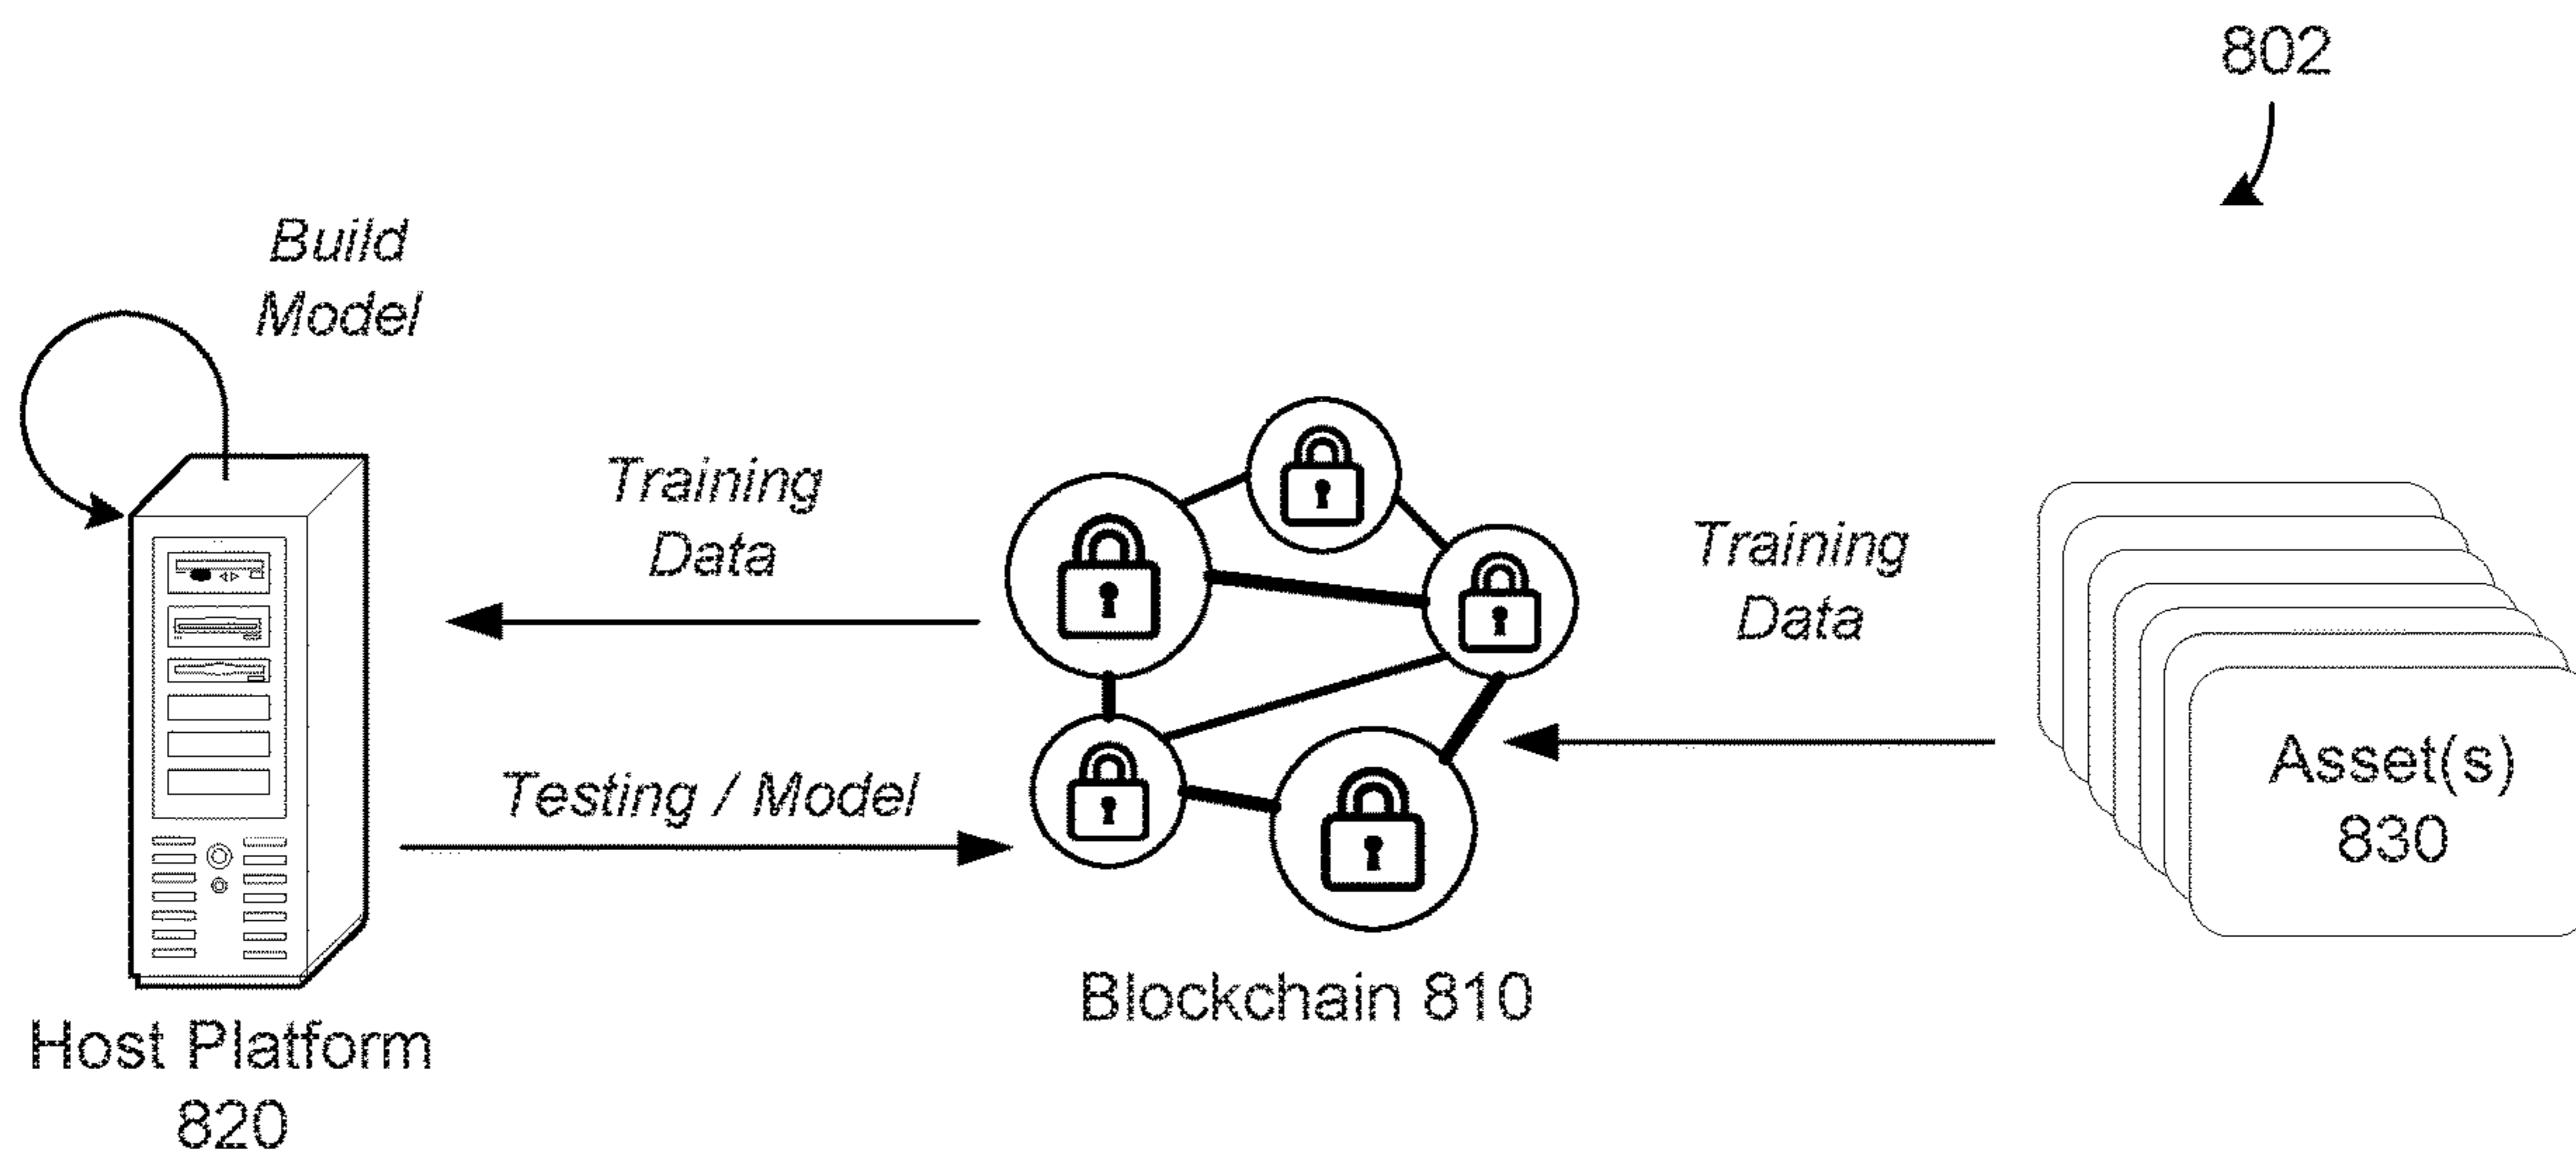 802
Build
Model
Training
Data
Training
Data
Testing / Model
Asset(s)
830
Blockchain 810
Host Platform
820